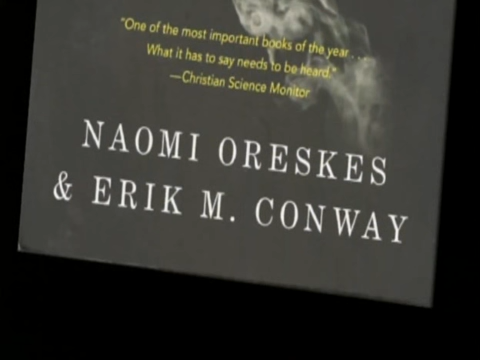 "One of the most important books of the year . . .
What it has to say needs to be heard."
—Christian Science Monitor
NAOMI ORESKES
& ERIK M. CONWAY